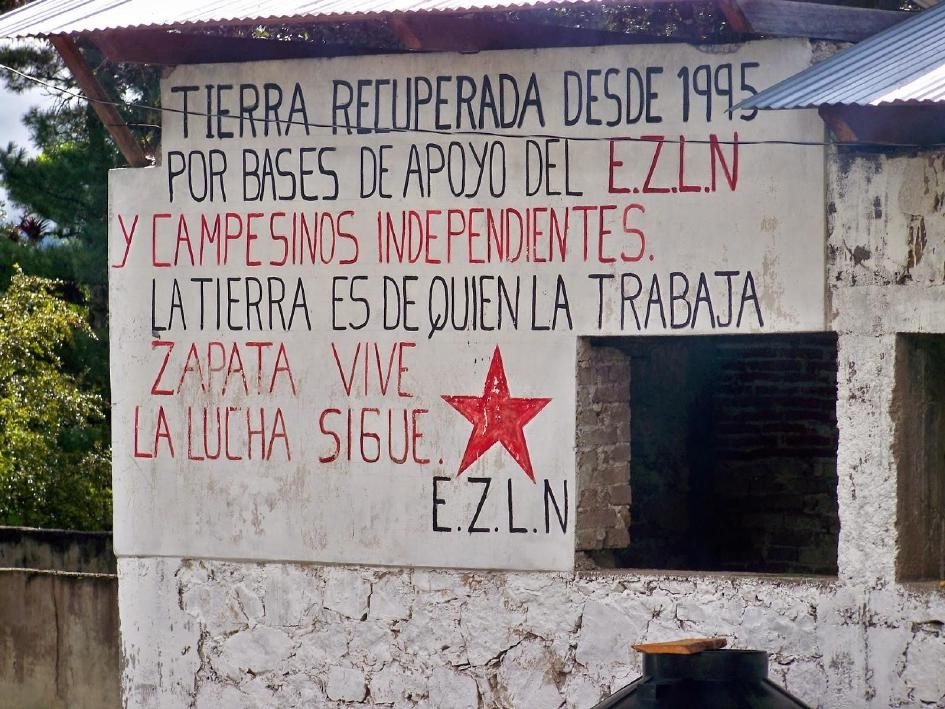 TIERRA RECUPERADA DESDE 1995
POR BASES DE APOYO DEL E.Z.L.N
Y CAMPESINOS INDEPENDIENTES.
LA TIERRA ES DE QUIEN LA TRABAJA
ZAPATA VIVE
LA LUCHA SIGUE.
E.Z.L.N